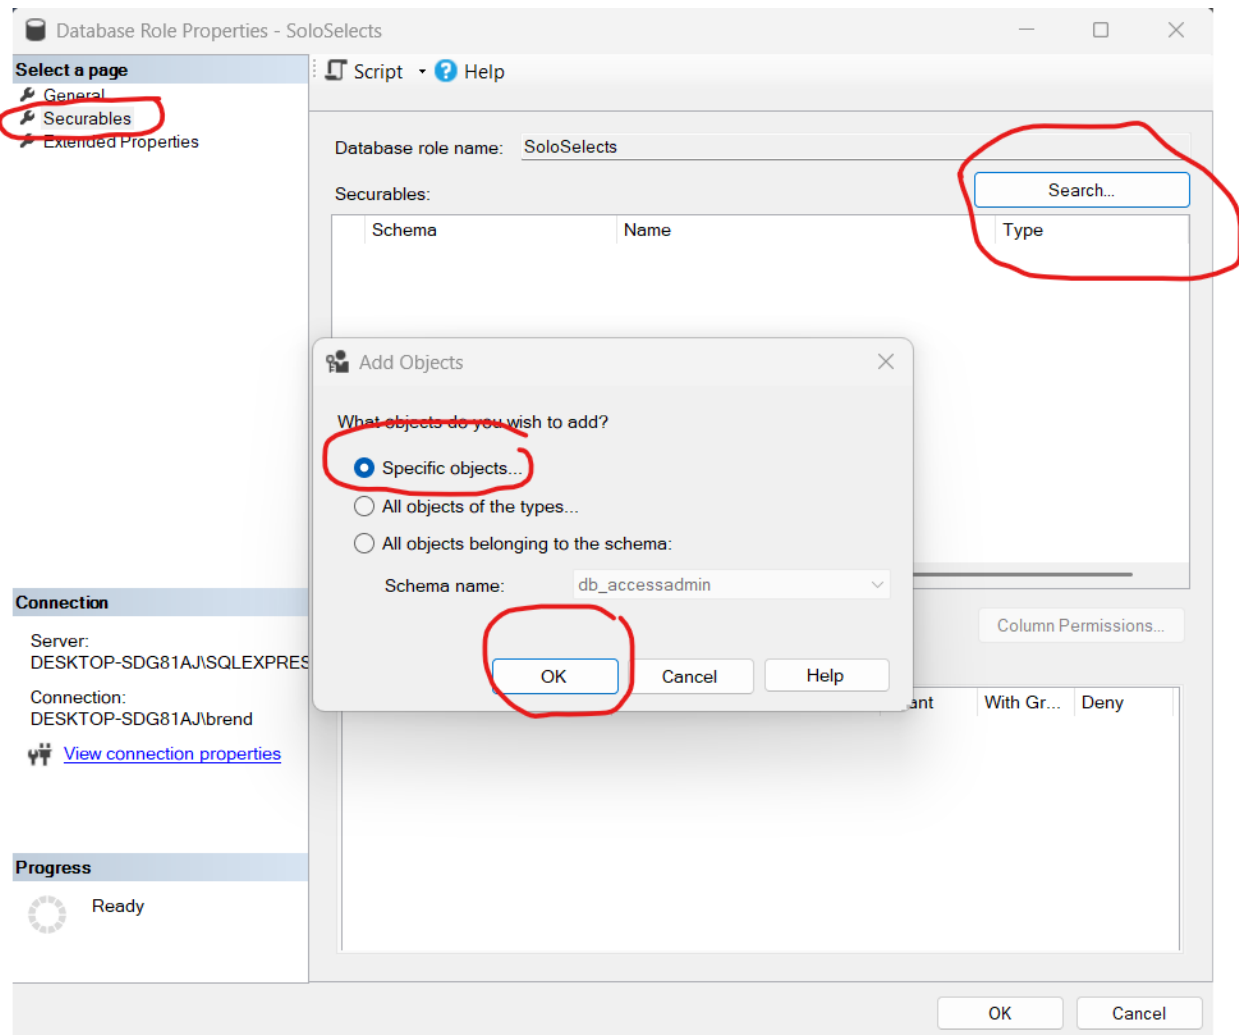 Database Role Properties - SoloSelects
Select a page
General
Securables
Extended Properties
Script
Help
Database role name: SoloSelects
Securables:
Search...
Schema Name Type
Add Objects
What objects do you wish to add?
Specific objects...
All objects of the types...
All objects belonging to the schema:
Schema name: db_accessadmin
OK Cancel Help
Connection
Server:
DESKTOP-SDG81AJ\SQLEXPRES
Connection:
DESKTOP-SDG81AJ\brend
View connection properties
Column Permissions...
ant With Gr... Deny
Progress
Ready
OK Cancel